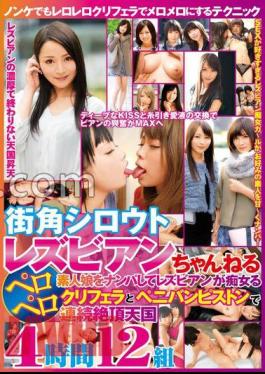 ノンケでもレロレロクリフェラでメロメロにするテクニック
レズビアンの濃厚で終わりない天国昇天
ディープなKISSと糸引き愛液の交換で
ビアンの興奮がMAXへ
街角シロウト
レズビアンちゃんねる
素人娘をナンパしてレズビアンが痴女る
ペロペロ
クリフェラとペニバンピストンで
連続絶頂天国
4時間12組